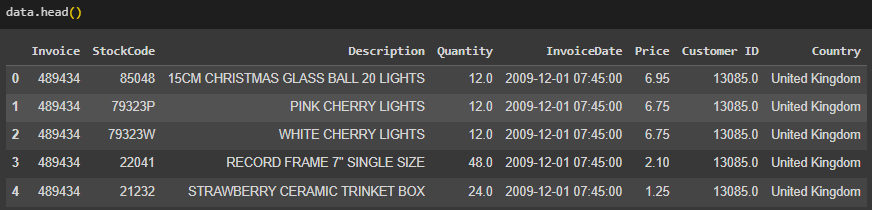 data.head()
Invoice StockCode Description Quantity InvoiceDate Price Customer ID Country
0 489434 85048 15CM CHRISTMAS GLASS BALL 20 LIGHTS 12.0 2009-12-01 07:45:00 6.95 13085.0 United Kingdom
1 489434 79323P PINK CHERRY LIGHTS 12.0 2009-12-01 07:45:00 6.75 13085.0 United Kingdom
2 489434 79323W WHITE CHERRY LIGHTS 12.0 2009-12-01 07:45:00 6.75 13085.0 United Kingdom
3 489434 22041 RECORD FRAME 7" SINGLE SIZE 48.0 2009-12-01 07:45:00 2.10 13085.0 United Kingdom
4 489434 21232 STRAWBERRY CERAMIC TRINKET BOX 24.0 2009-12-01 07:45:00 1.25 13085.0 United Kingdom